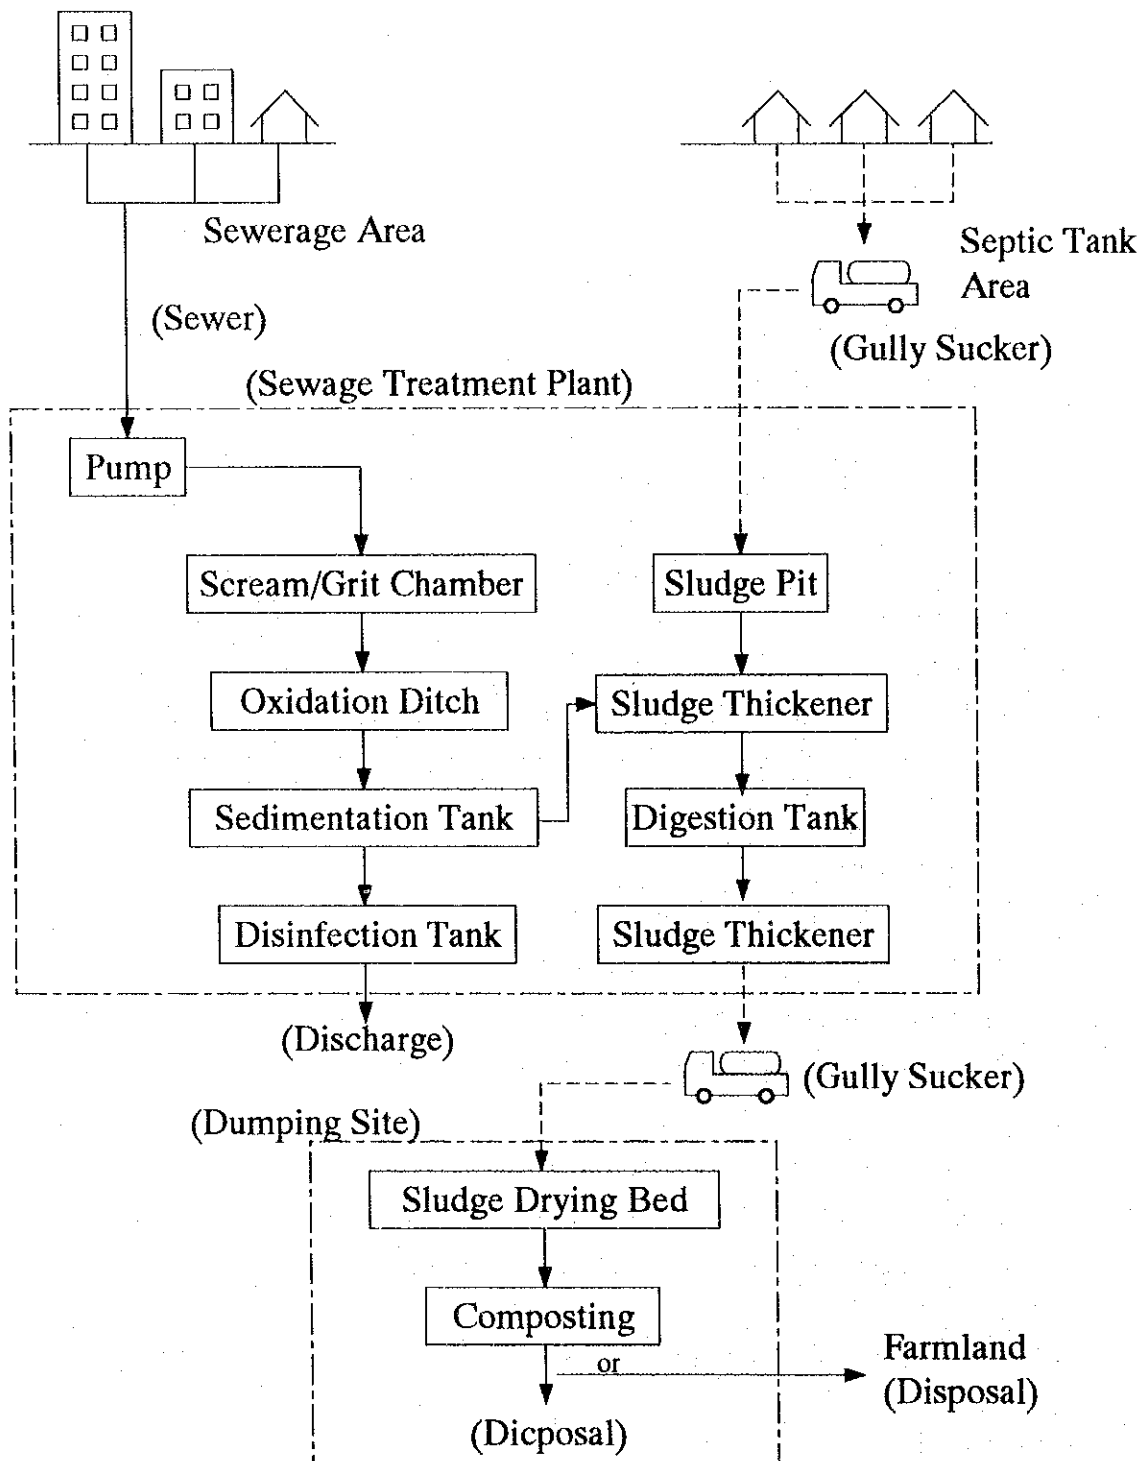 Sewerage Area
Septic Tank
Area
(Sewer)
(Gully Sucker)
(Sewage Treatment Plant)
Pump
Scream/Grit Chamber
Sludge Pit
Oxidation Ditch
Sludge Thickener
Sedimentation Tank
Digestion Tank
Disinfection Tank
Sludge Thickener
(Discharge)
(Gully Sucker)
(Dumping Site)
Sludge Drying Bed
Composting
or
Farmland
(Disposal)
(Dicposal)